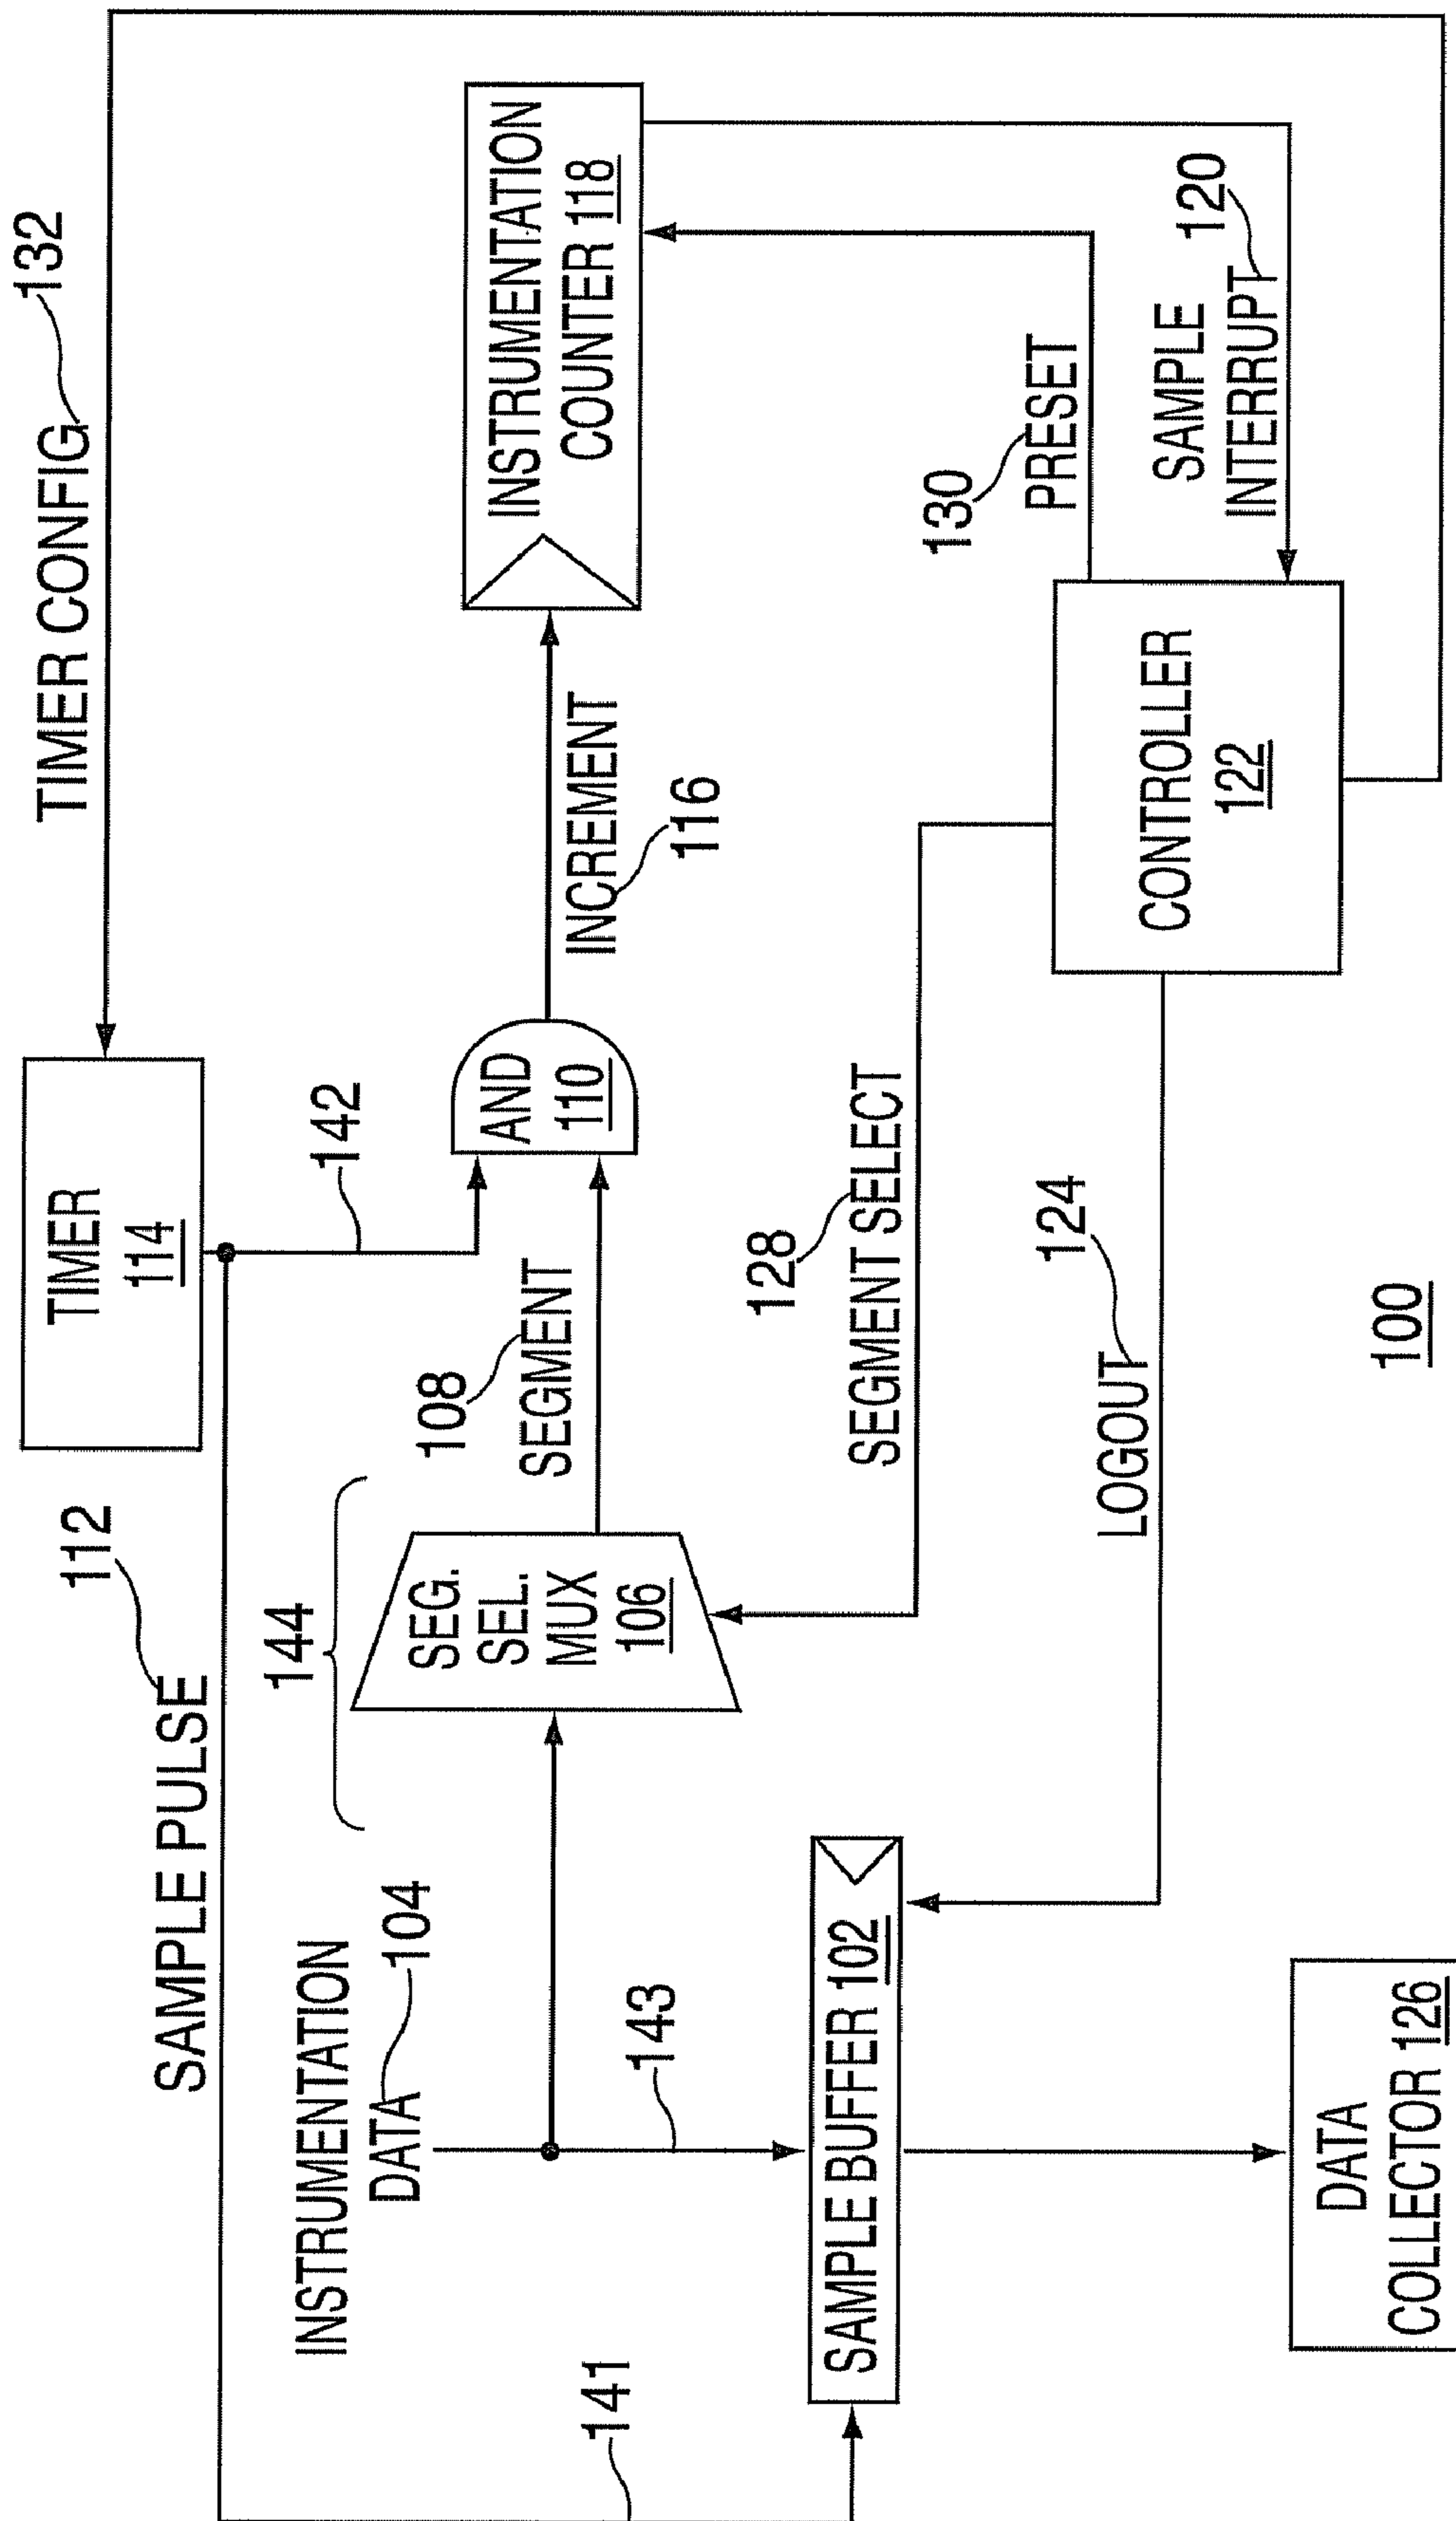 TIMER CONFIG 132
SAMPLE PULSE 112
TIMER
114
142
144
INSTRUMENTATION
DATA 104
SEG.
SEL.
MUX
106
108
SEGMENT
AND
110
INCREMENT
116
INSTRUMENTATION
COUNTER 118
141
143
SAMPLE BUFFER 102
128
SEGMENT SELECT
130
PRESET
SAMPLE
INTERRUPT 120
LOGOUT 124
CONTROLLER
122
DATA
COLLECTOR 126
100